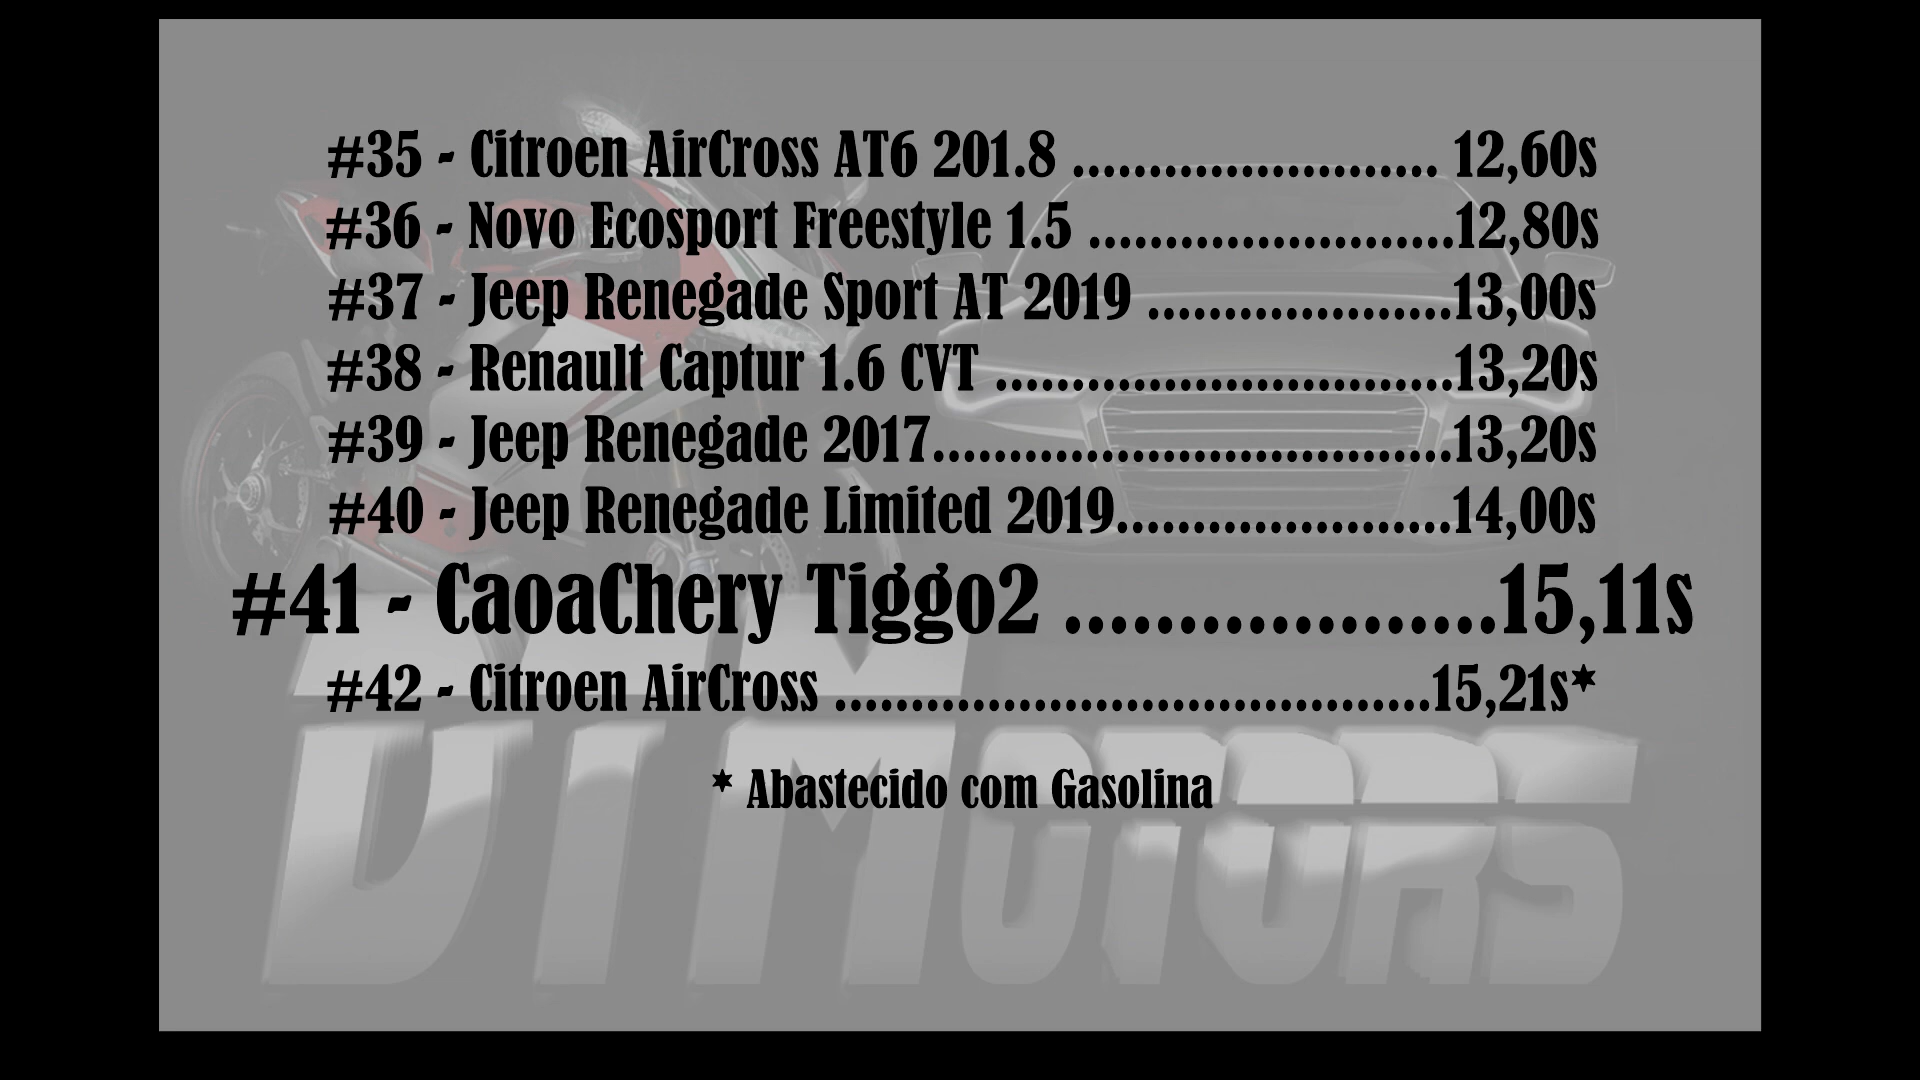 #35 - Citroen AirCross AT6 201.8 ........................ 12,60s
#36 - Novo Ecosport Freestyle 1.5 ........................12,80s
#37 - Jeep Renegade Sport AT 2019 ....................13,00s
#38 - Renault Captur 1.6 CVT ..............................13,20s
#39 - Jeep Renegade 2017..................................13,20s
#40 - Jeep Renegade Limited 2019......................14,00s
#41 - CaoaChery Tiggo2 ...................15,11s
#42 - Citroen AirCross .......................................15,21s*
* Abastecido com Gasolina
DIMOTORS